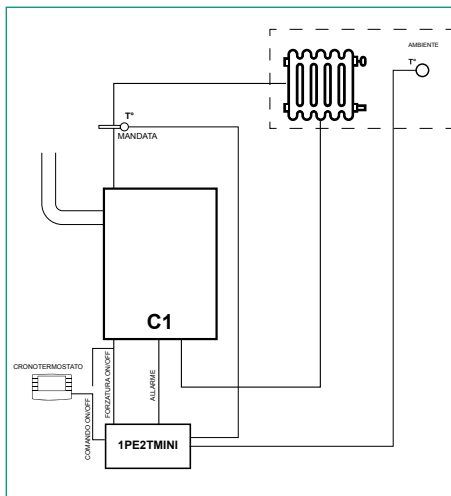 AMBIENTE
T°
T°
MANDATA
C1
CRONOTERMOSTATO
FORZATURA ON/OFF
ALLARME
COMANDO ON/OFF
1PE2TMINI